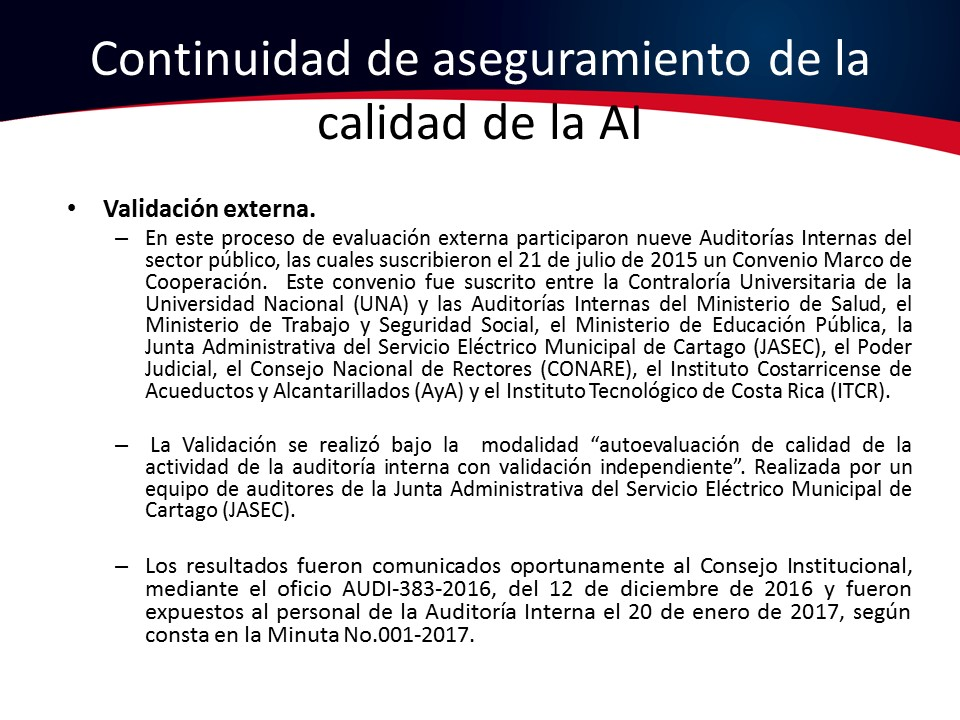 Continuidad de aseguramiento de la
calidad de la AI
• Validación externa.
– En este proceso de evaluación externa participaron nueve Auditorías Internas del
sector público, las cuales suscribieron el 21 de julio de 2015 un Convenio Marco de
Cooperación. Este convenio fue suscrito entre la Contraloría Universitaria de la
Universidad Nacional (UNA) y las Auditorías Internas del Ministerio de Salud, el
Ministerio de Trabajo y Seguridad Social, el Ministerio de Educación Pública, la
Junta Administrativa del Servicio Eléctrico Municipal de Cartago (JASEC), el Poder
Judicial, el Consejo Nacional de Rectores (CONARE), el Instituto Costarricense de
Acueductos y Alcantarillados (AyA) y el Instituto Tecnológico de Costa Rica (ITCR).
– La Validación se realizó bajo la modalidad “autoevaluación de calidad de la
actividad de la auditoría interna con validación independiente”. Realizada por un
equipo de auditores de la Junta Administrativa del Servicio Eléctrico Municipal de
Cartago (JASEC).
– Los resultados fueron comunicados oportunamente al Consejo Institucional,
mediante el oficio AUDI-383-2016, del 12 de diciembre de 2016 y fueron
expuestos al personal de la Auditoría Interna el 20 de enero de 2017, según
consta en la Minuta No.001-2017.